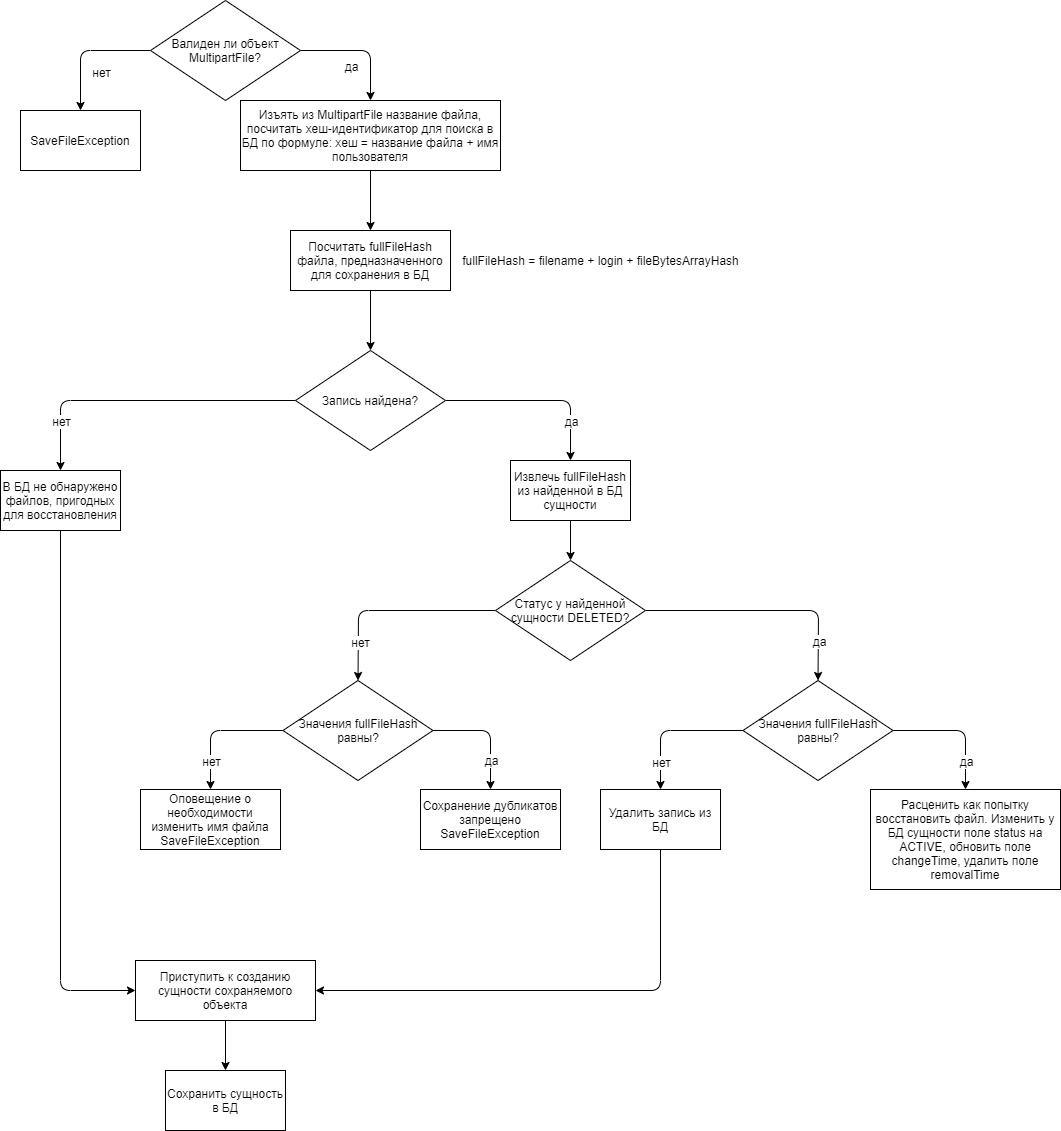 Валиден ли объект
MultipartFile?
нет
да
SaveFileException
Изъять из MultipartFile название файла,
посчитать хеш-идентификатор для поиска в
БД по формуле: хеш = название файла + имя
пользователя
Посчитать fullFileHash
файла, предназначенного
для сохранения в БД
fullFileHash = filename + login + fileBytesArrayHash
Запись найдена?
нет
да
В БД не обнаружено
файлов, пригодных
для восстановления
Извлечь fullFileHash
из найденной в БД
сущности
Статус у найденной
сущности DELETED?
нет
да
Значения fullFileHash
равны?
Значения fullFileHash
равны?
нет
да
нет
да
Оповещение о
необходимости
изменить имя файла
SaveFileException
Сохранение дубликатов
запрещено
SaveFileException
Удалить запись из
БД
Расценить как попытку
восстановить файл. Изменить у
БД сущности поле status на
ACTIVE, обновить поле
changeTime, удалить поле
removalTime
Приступить к созданию
сущности сохраняемого
объекта
Сохранить сущность
в БД